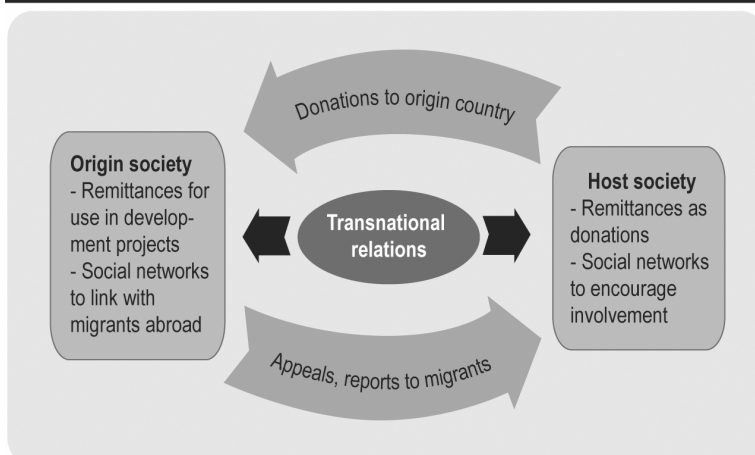 Donations to origin country
Origin society
- Remittances for
use in develop-
ment projects
- Social networks
to link with
migrants abroad
Transnational
relations
Host society
- Remittances as
donations
- Social networks
to encourage
involvement
Appeals, reports to migrants